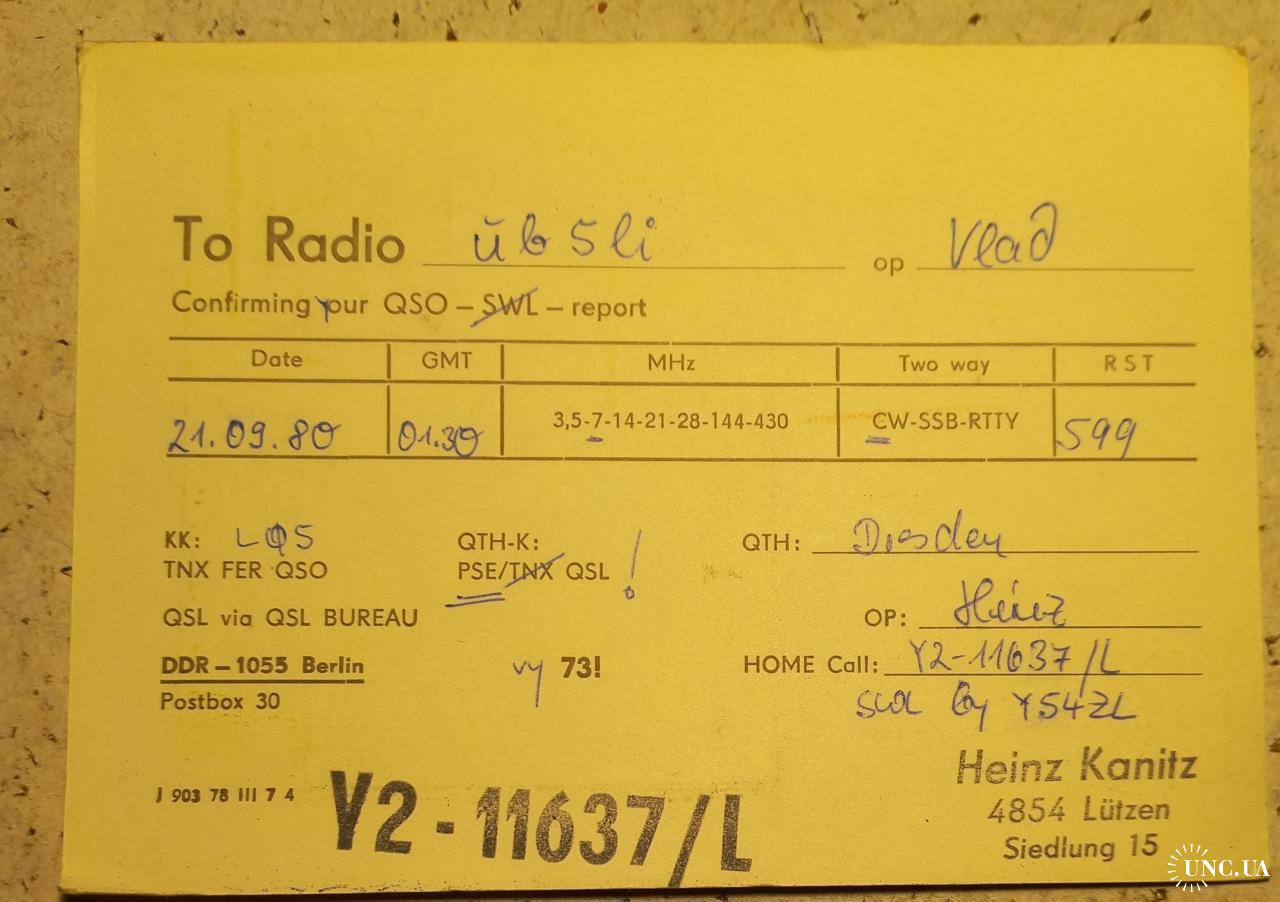 To Radio ub5li op Vlad
Confirming your QSO – SWL – report
Date GMT MHz Two way RST
21.09.80 01.30 3,5-7-14-21-28-144-430 CW-SSB-RTTY 599
KK: LØ5 QTH-K: QTH: Dresden
TNX FER QSO PSE/TNX QSL !
QSL via QSL BUREAU OP: Heinz
DDR – 1055 Berlin vy 73! HOME Call: Y2-11637/L
Postbox 30 by Y54ZL
J 903 78 III 7 4 Y2-11637/L
Heinz Kanitz
4854 Lützen
Siedlung 15
UNC.UA